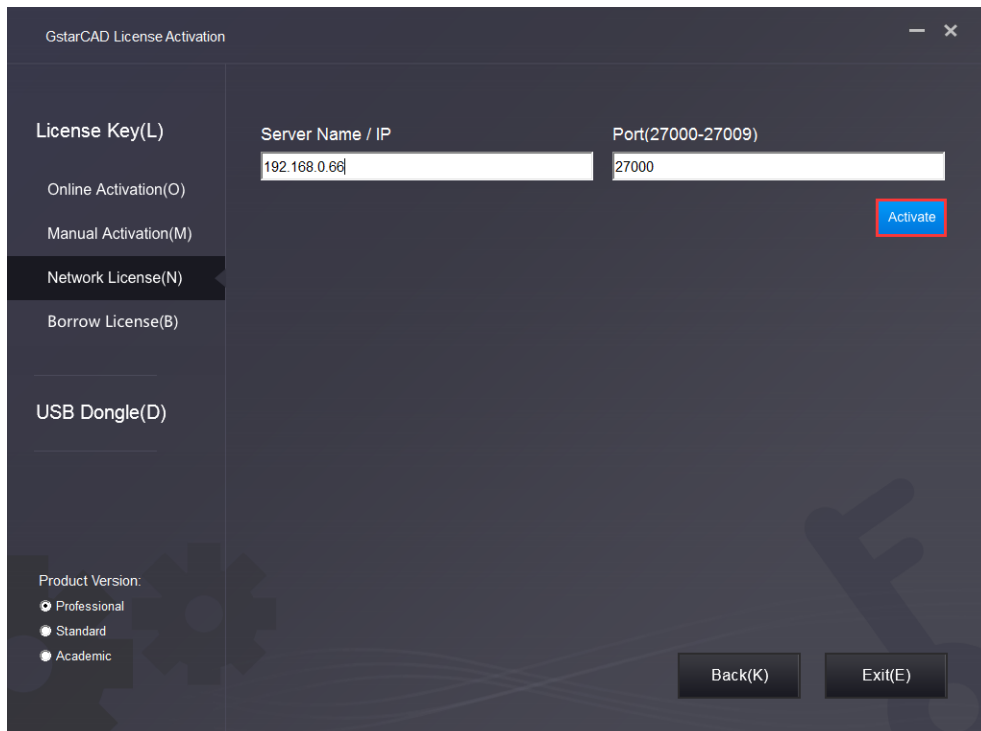 GstarCAD License Activation
License Key(L)
Online Activation(O)
Manual Activation(M)
Network License(N)
Borrow License(B)
USB Dongle(D)
Product Version:
Professional
Standard
Academic
Server Name / IP
192.168.0.66
Port(27000-27009)
27000
Activate
Back(K)
Exit(E)